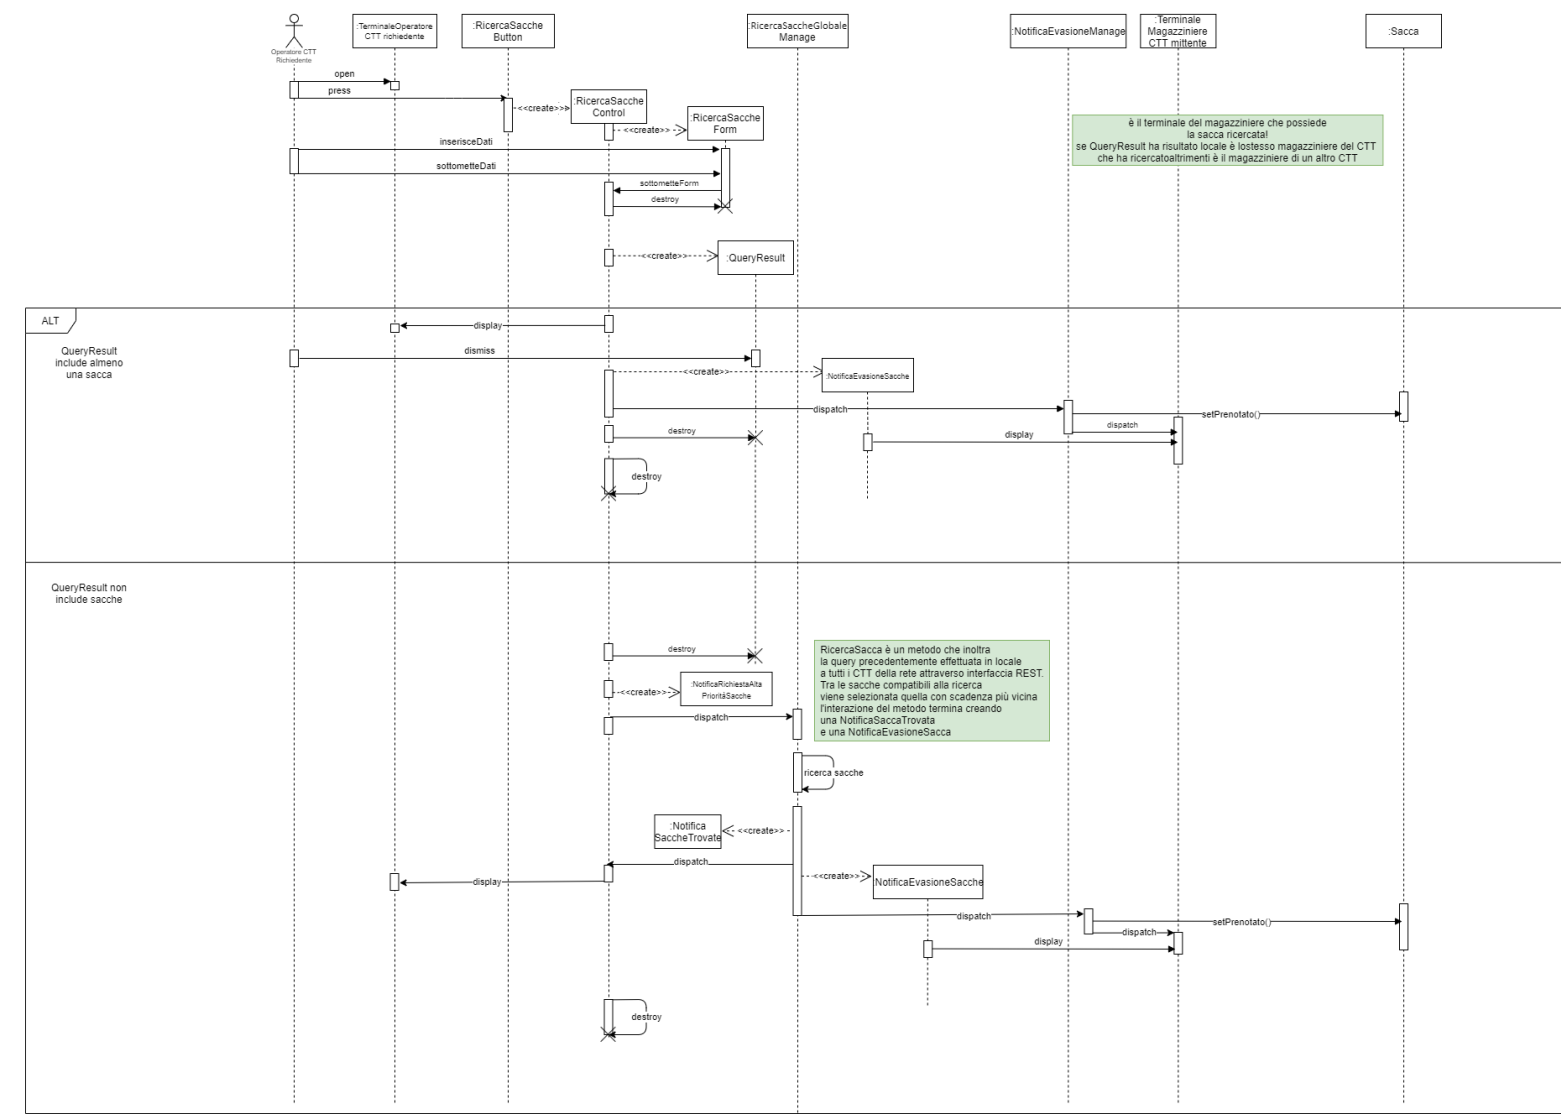 Operatore CTT
Richiedente
:TerminaleOperatore
CTT richiedente
:RicercaSacche
Button
:RicercaSaccheGlobale
Manage
:NotificaEvasioneManage
:Terminale
Magazziniere
CTT mittente
:Sacca
open
press
<<create>>
:RicercaSacche
Control
<<create>>
:RicercaSacche
Form
è il terminale del magazziniere che possiede
la sacca ricercata!
se QueryResult ha risultato locale è lostesso magazziniere del CTT
che ha ricercatoaltrimenti è il magazziniere di un altro CTT
inserisceDati
sottometteDati
sottometteForm
destroy
<<create>>
:QueryResult
ALT
display
QueryResult
include almeno
una sacca
dismiss
<<create>>
:NotificaEvasioneSacche
dispatch
setPrenotato()
dispatch
destroy
display
destroy
QueryResult non
include sacche
destroy
RicercaSacca è un metodo che inoltra
la query precedentemente effettuata in locale
a tutti i CTT della rete attraverso interfaccia REST.
Tra le sacche compatibili alla ricerca
viene selezionata quella con scadenza più vicina
l'interazione del metodo termina creando
una NotificaSaccaTrovata
e una NotificaEvasioneSacca
<<create>>
:NotificaRichiestaAlta
PrioritàSacche
dispatch
ricerca sacche
:Notifica
SaccheTrovate
<<create>>
dispatch
display
<<create>>
NotificaEvasioneSacche
dispatch
setPrenotato()
dispatch
display
destroy